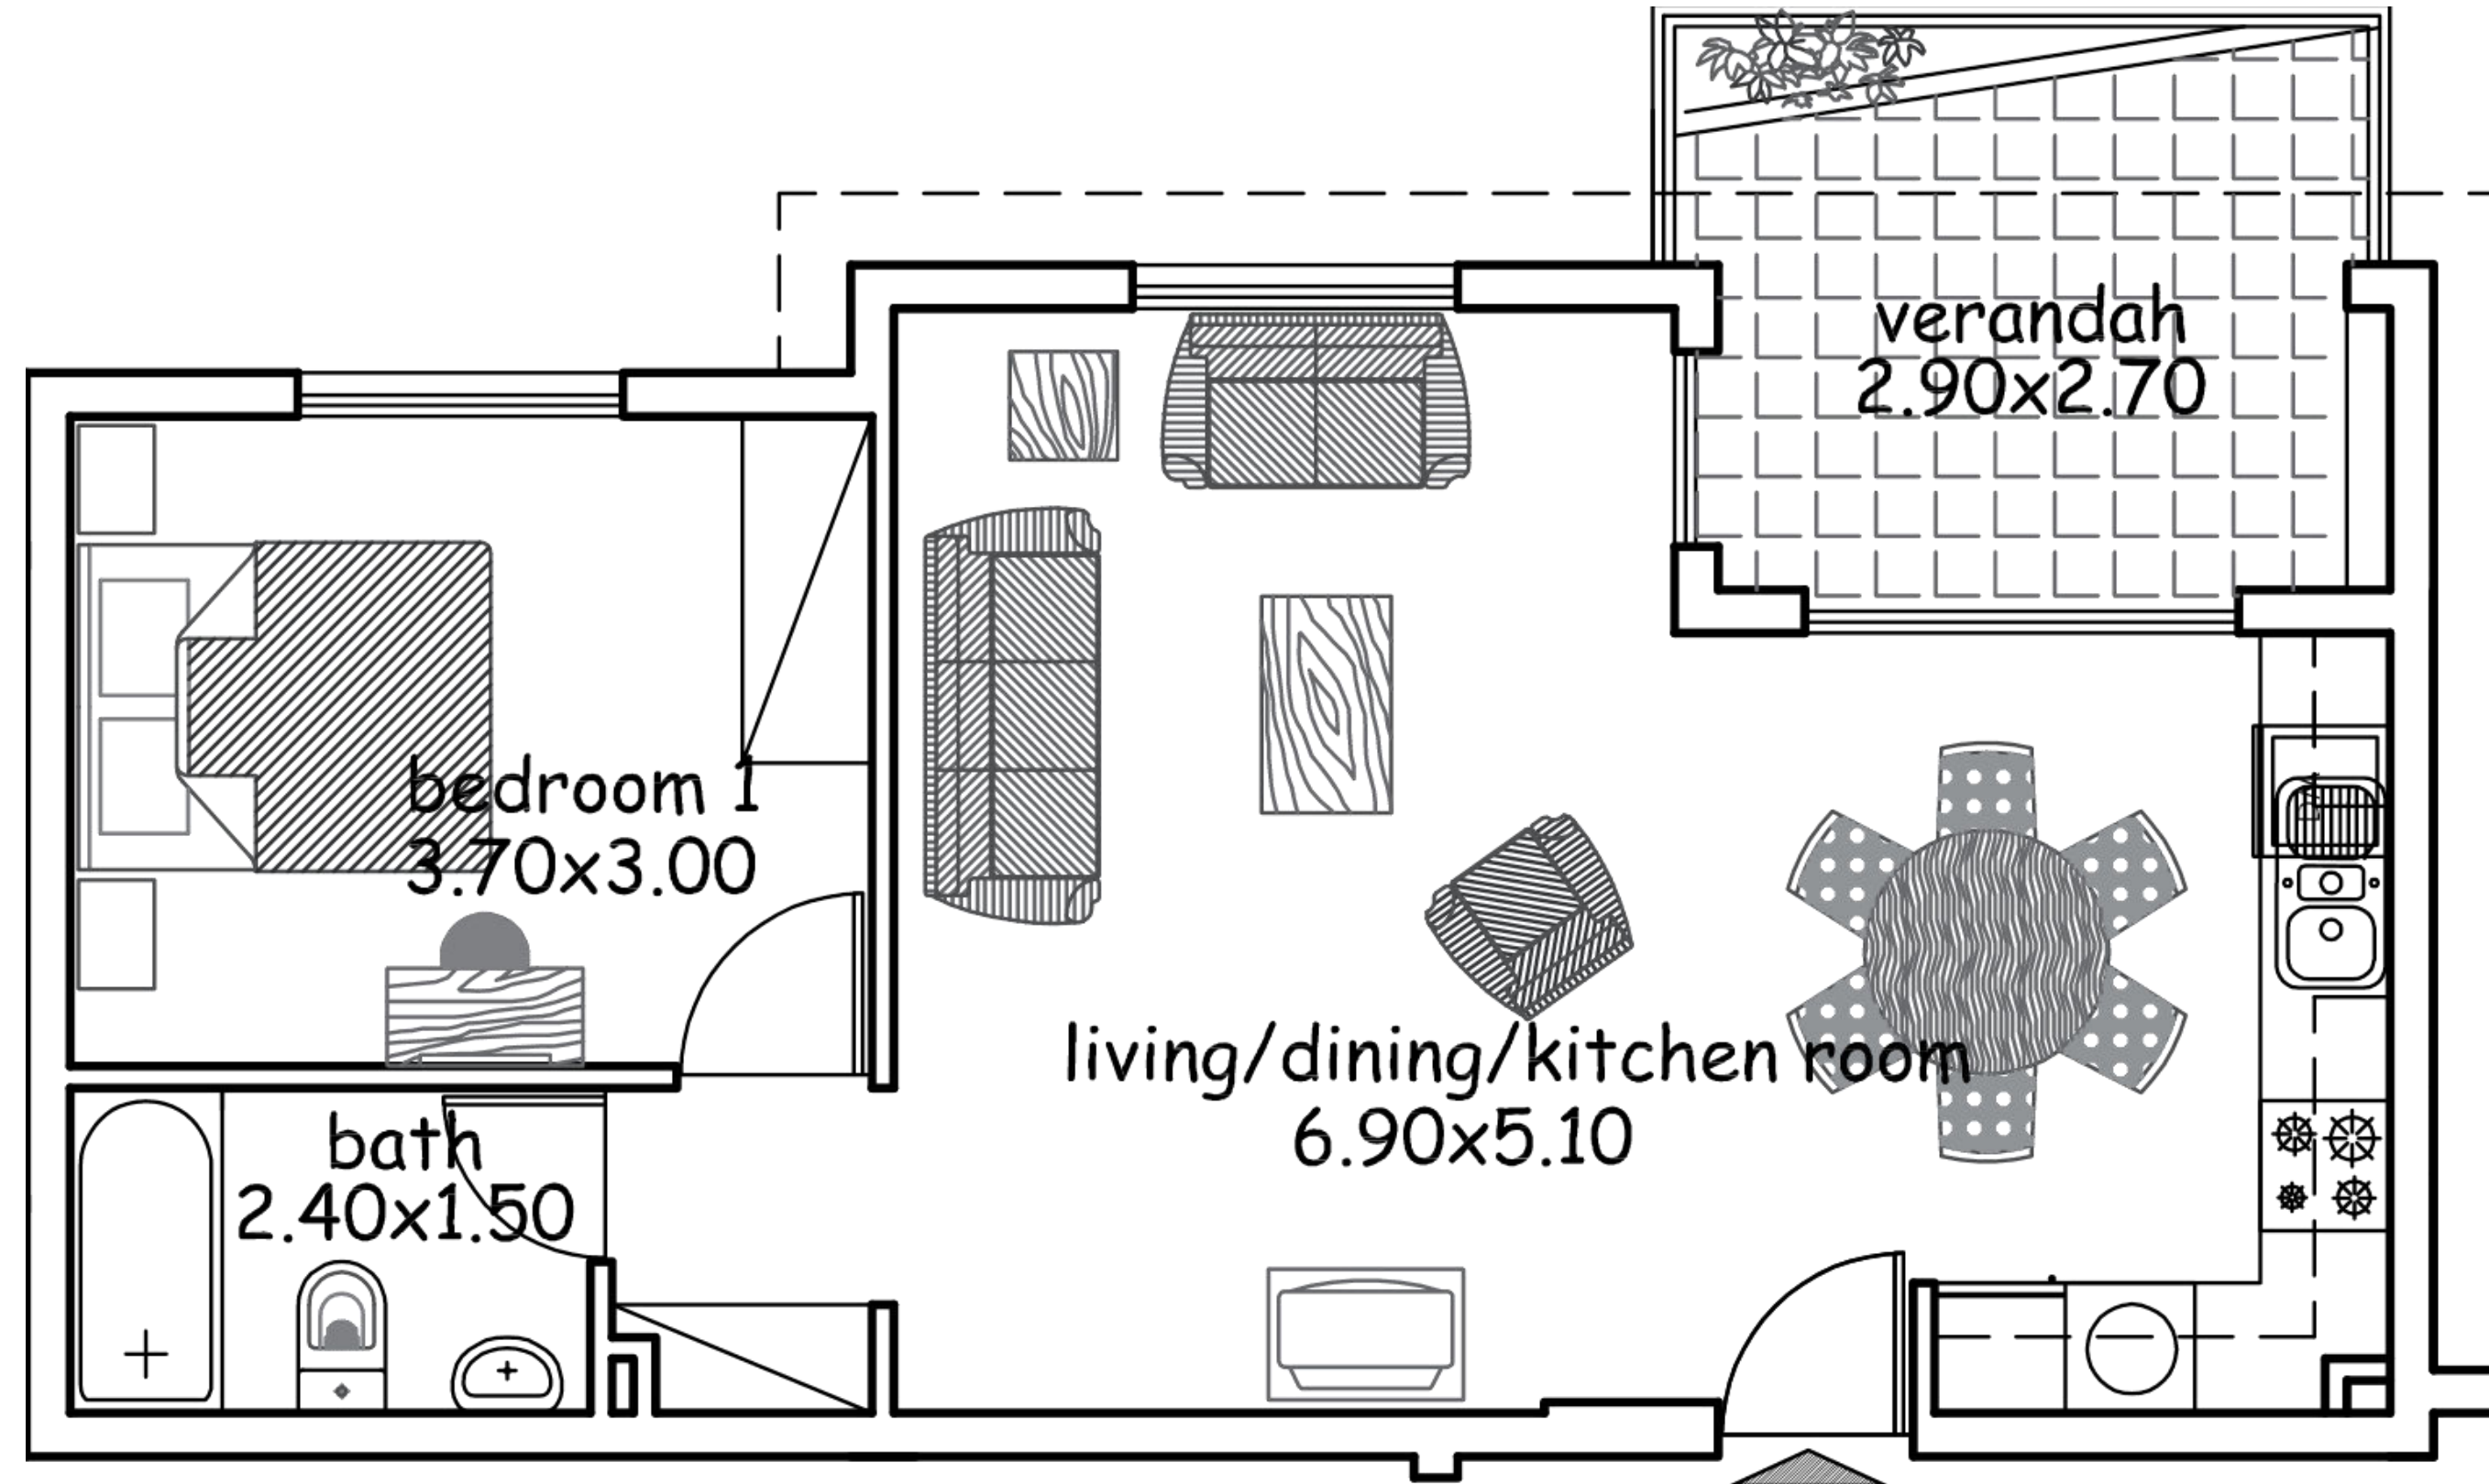 verandah
2.90x2.70
bedroom 1
3.70x3.00
living/dining/kitchen room
6.90x5.10
bath
2.40x1.50